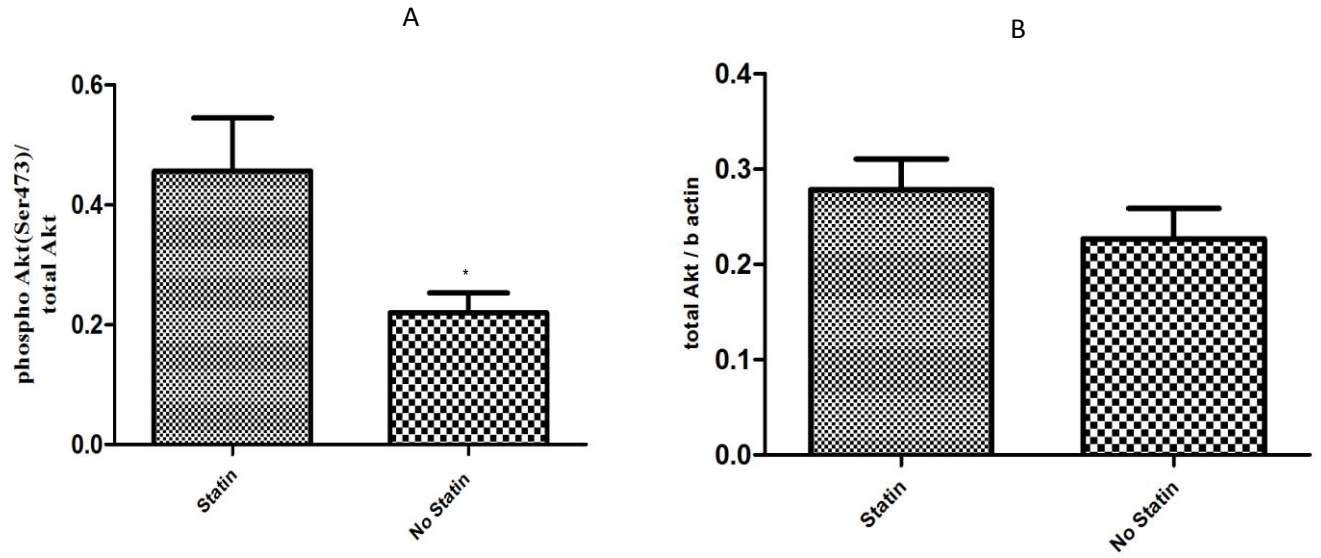 A
0.6
0.4
0.2
0.0
phospho Akt(Ser473)/
total Akt
*
Statin
No Statin
B
0.4
0.3
0.2
0.1
0.0
total Akt / b actin
Statin
No Statin